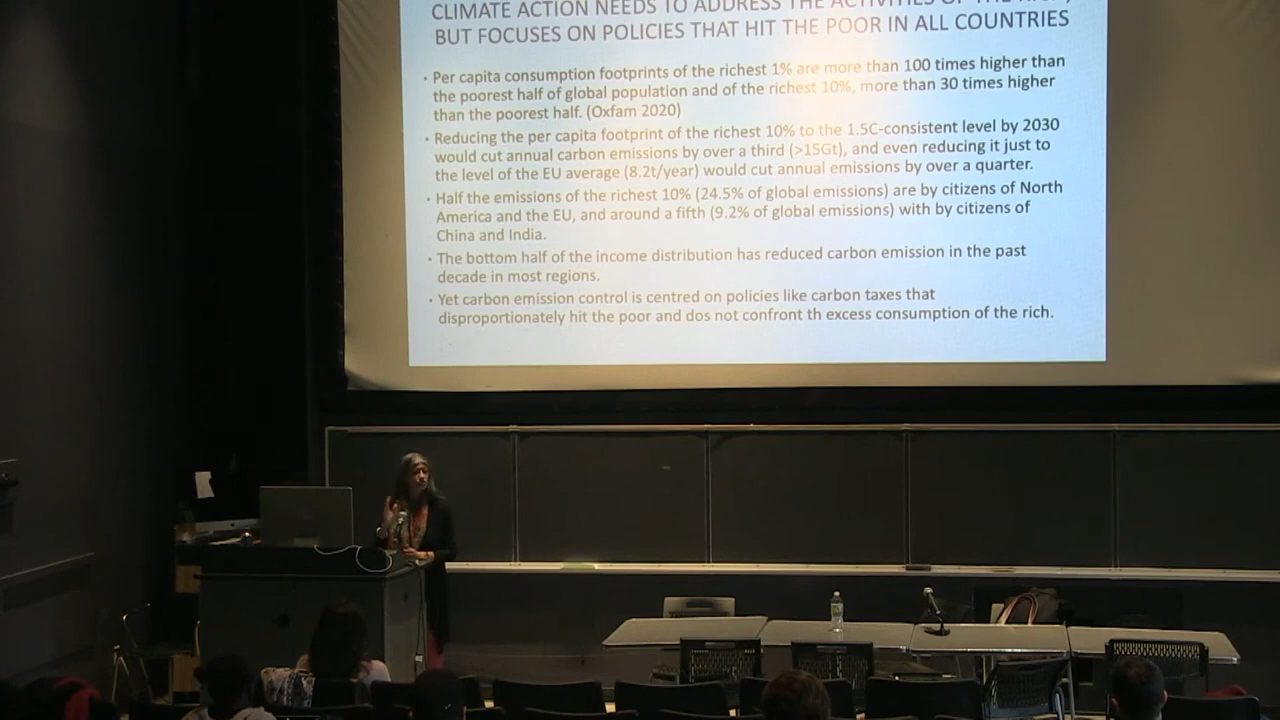 CLIMATE ACTION NEEDS TO ADDRESS THE ACTIVITIES OF THE
BUT FOCUSES ON POLICIES THAT HIT THE POOR IN ALL COUNTRIES
• Per capita consumption footprints of the richest 1% are more than 100 times higher than
the poorest half of global population and of the richest 10%, more than 30 times higher
than the poorest half. (Oxfam 2020)
• Reducing the per capita footprint of the richest 10% to the 1.5C-consistent level by 2030
would cut annual carbon emissions by over a third (>15Gt), and even reducing it just to
the level of the EU average (8.2t/year) would cut annual emissions by over a quarter.
• Half the emissions of the richest 10% (24.5% of global emissions) are by citizens of North
America and the EU, and around a fifth (9.2% of global emissions) with by citizens of
China and India.
• The bottom half of the income distribution has reduced carbon emission in the past
decade in most regions.
• Yet carbon emission control is centred on policies like carbon taxes that
disproportionately hit the poor and dos not confront th excess consumption of the rich.